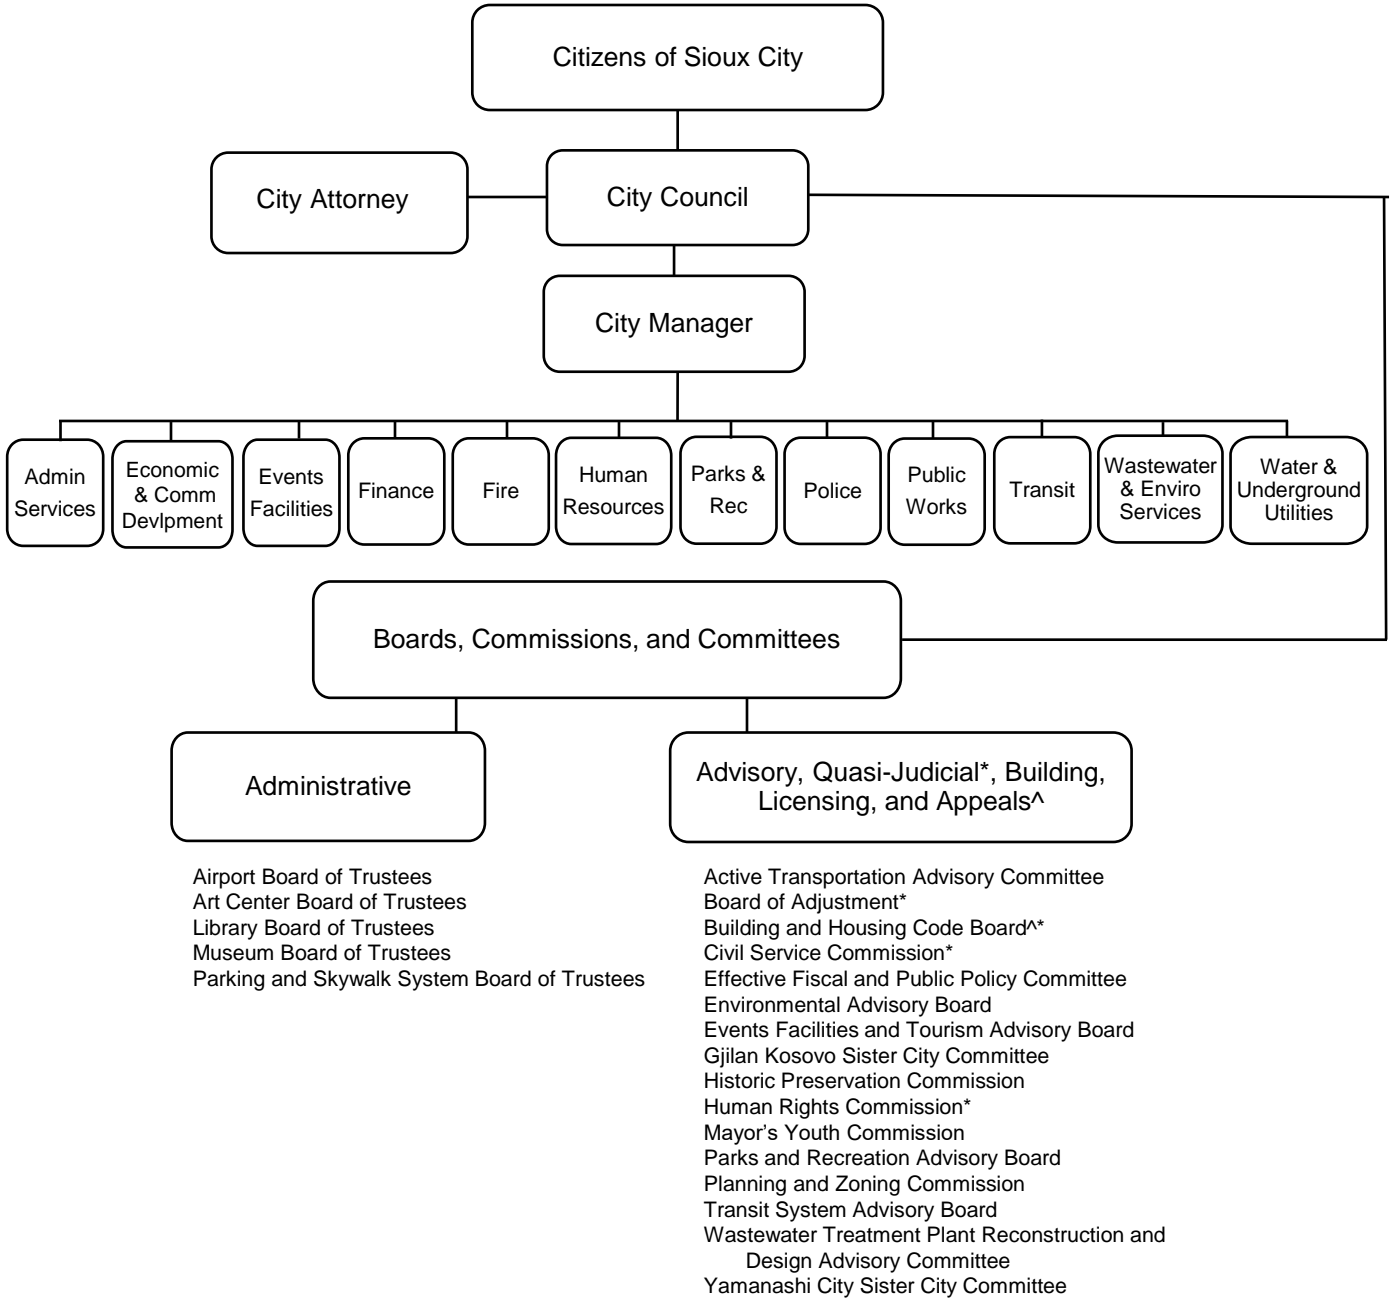 Citizens of Sioux City
City Attorney
City Council
City Manager
Admin
Services
Economic
& Comm
Devlpment
Events
Facilities
Finance
Fire
Human
Resources
Parks &
Rec
Police
Public
Works
Transit
Wastewater
& Enviro
Services
Water &
Underground
Utilities
Boards, Commissions, and Committees
Administrative
Airport Board of Trustees
Art Center Board of Trustees
Library Board of Trustees
Museum Board of Trustees
Parking and Skywalk System Board of Trustees
Advisory, Quasi-Judicial*, Building,
Licensing, and Appeals^
Active Transportation Advisory Committee
Board of Adjustment*
Building and Housing Code Board^*
Civil Service Commission*
Effective Fiscal and Public Policy Committee
Environmental Advisory Board
Events Facilities and Tourism Advisory Board
Gjilan Kosovo Sister City Committee
Historic Preservation Commission
Human Rights Commission*
Mayor’s Youth Commission
Parks and Recreation Advisory Board
Planning and Zoning Commission
Transit System Advisory Board
Wastewater Treatment Plant Reconstruction and
Design Advisory Committee
Yamanashi City Sister City Committee